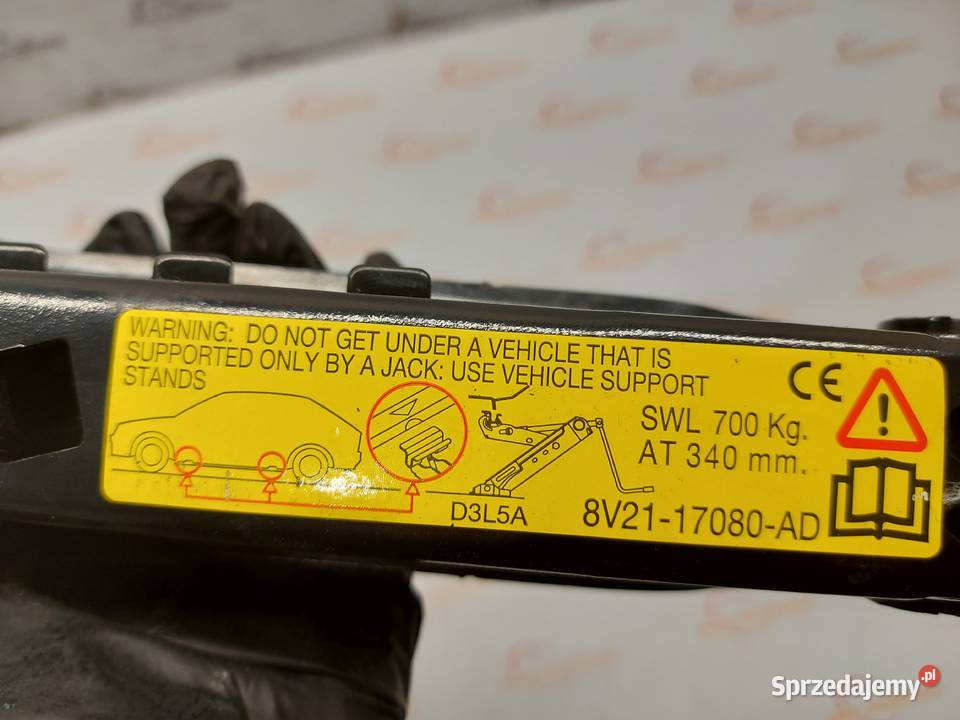 WARNING: DO NOT GET UNDER A VEHICLE THAT IS
SUPPORTED ONLY BY A JACK: USE VEHICLE SUPPORT
STANDS
CE
SWL 700 Kg.
AT 340 mm.
D3L5A
8V21-17080-AD
Sprzedajemy.pl